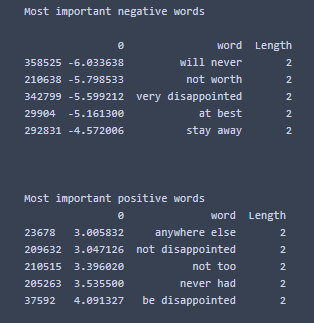 Most important negative words
0 word Length
358525 -6.033638 will never 2
210638 -5.798533 not worth 2
342799 -5.599212 very disappointed 2
29904 -5.161300 at best 2
292831 -4.572006 stay away 2
Most important positive words
0 word Length
23678 3.005832 anywhere else 2
209632 3.047126 not disappointed 2
210515 3.396020 not too 2
205263 3.535500 never had 2
37592 4.091327 be disappointed 2